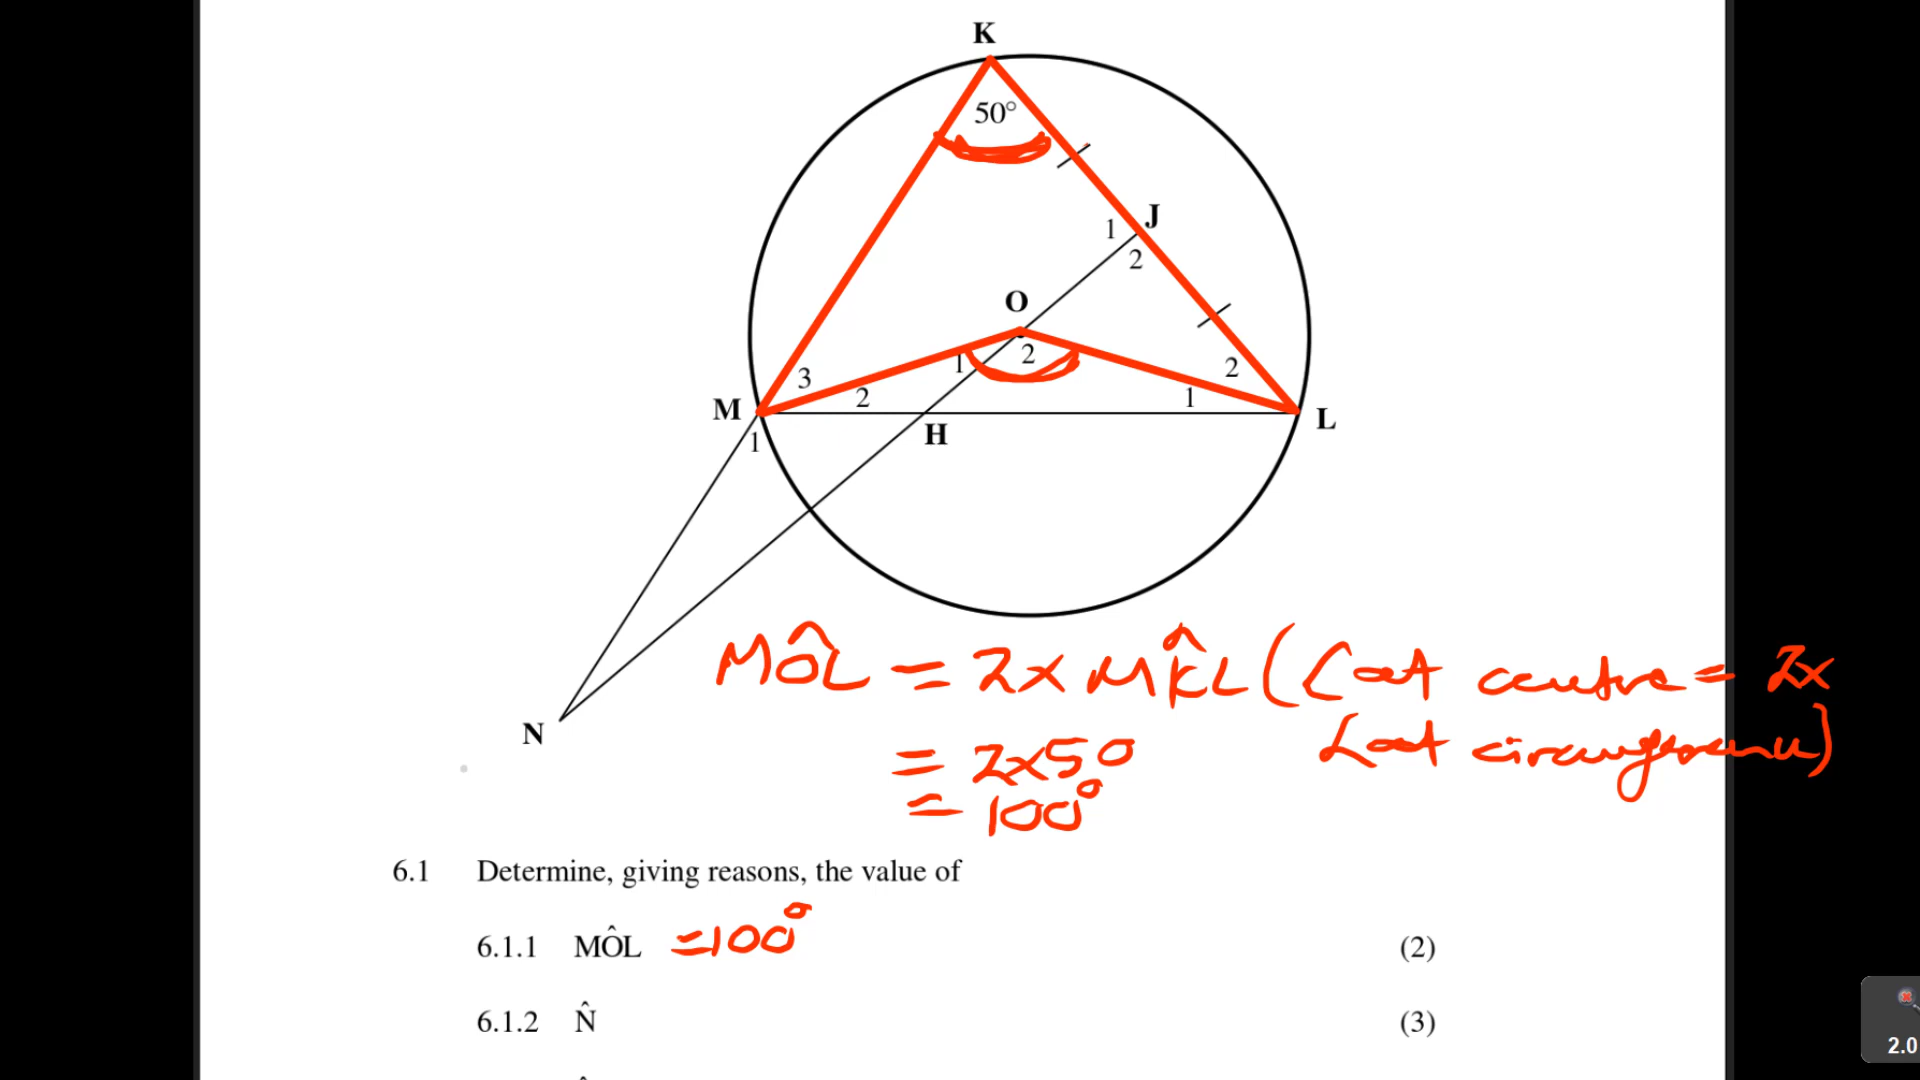 K
50°
J
1
2
O
2
1
3
2
2
1
M
H
L
1
N
MÔL = 2x MK̂L (∠ at centre = 2x
∠ at circumference)
= 2x50
= 100°
6.1 Determine, giving reasons, the value of
6.1.1 MÔL =100° (2)
6.1.2 N̂ (3)
2.0